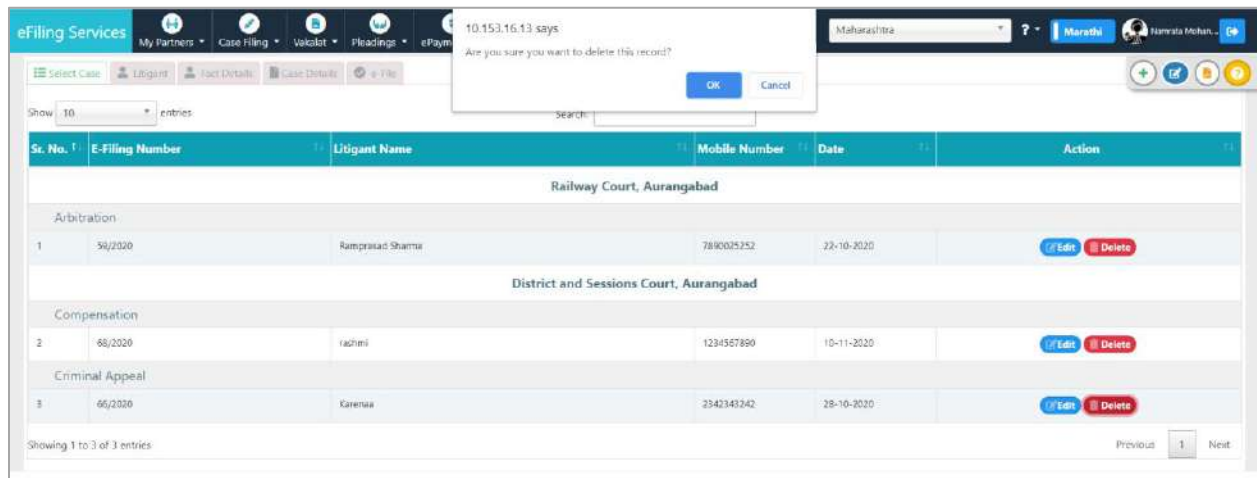 eFiling Services
My Partners Case Filing Vakalat Pleadings ePaym
10.153.16.13 says
Are you sure you want to delete this record?
OK Cancel
Maharashtra
? Marathi Namrata Mohan...
Select Case Litigant Fact Details Case Details e-File
Show 10 entries
Search:
Sr. No. E-Filing Number Litigant Name Mobile Number Date Action
Railway Court, Aurangabad
Arbitration
1 59/2020 Ramprasad Sharma 7890025252 22-10-2020 Edit Delete
District and Sessions Court, Aurangabad
Compensation
2 68/2020 rashmi 1234567890 10-11-2020 Edit Delete
Criminal Appeal
3 66/2020 Karenaa 2342343242 28-10-2020 Edit Delete
Showing 1 to 3 of 3 entries
Previous 1 Next